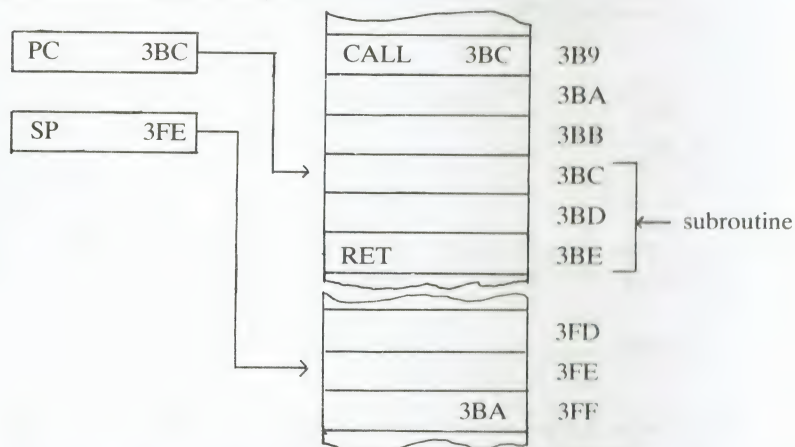 PC 3BC
CALL 3BC 3B9
3BA
SP 3FE
3BB
3BC
3BD
subroutine
RET 3BE
3FD
3FE
3BA 3FF